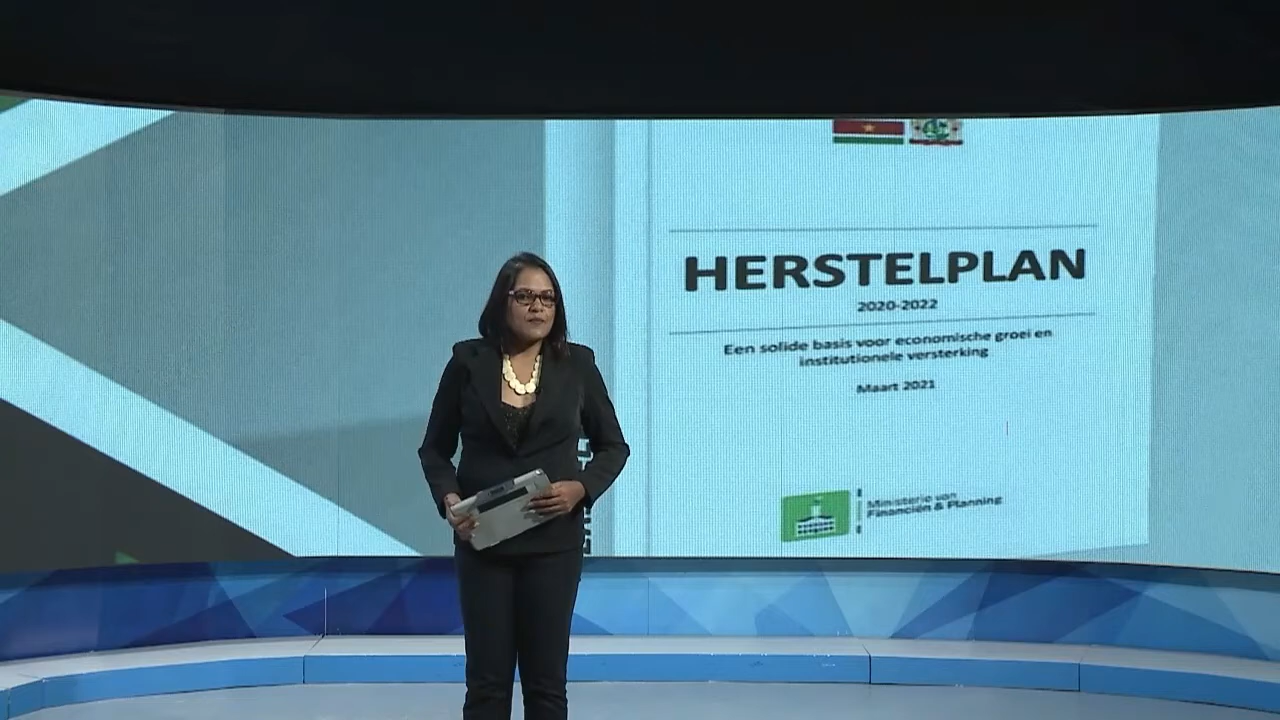 HERSTELPLAN
2020-2022
Een solide basis voor economische groei en
institutionele versterking
Maart 2021
Ministerie van
Financiën & Planning